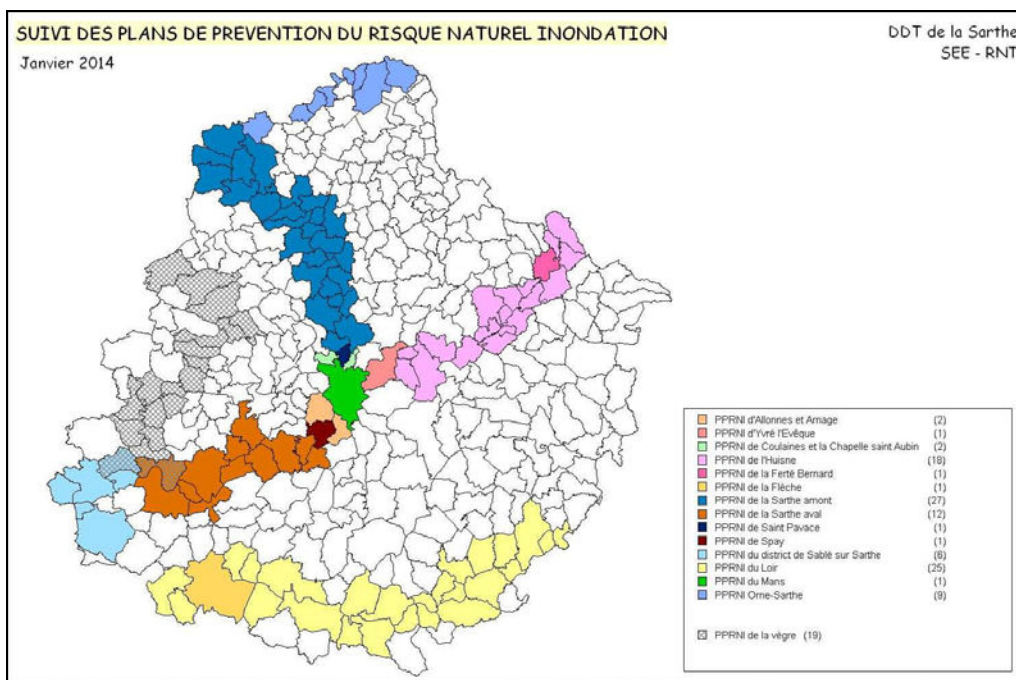 SUIVI DES PLANS DE PREVENTION DU RISQUE NATUREL INONDATION
DDT de la Sarthe
SEE - RNT
Janvier 2014
PPRNI d'Allonnes et Arnage (2)
PPRNI d'Yvré l'Evêque (1)
PPRNI de Coulaines et la Chapelle saint Aubin (2)
PPRNI de l'Huisne (18)
PPRNI de la Ferté Bernard (1)
PPRNI de la Flèche (1)
PPRNI de la Sarthe amont (27)
PPRNI de la Sarthe aval (12)
PPRNI de Saint Pavace (1)
PPRNI de Spay (1)
PPRNI du district de Sablé sur Sarthe (6)
PPRNI du Loir (25)
PPRNI du Mans (1)
PPRNI Orne-Sarthe (9)
PPRNI de la vègre (19)